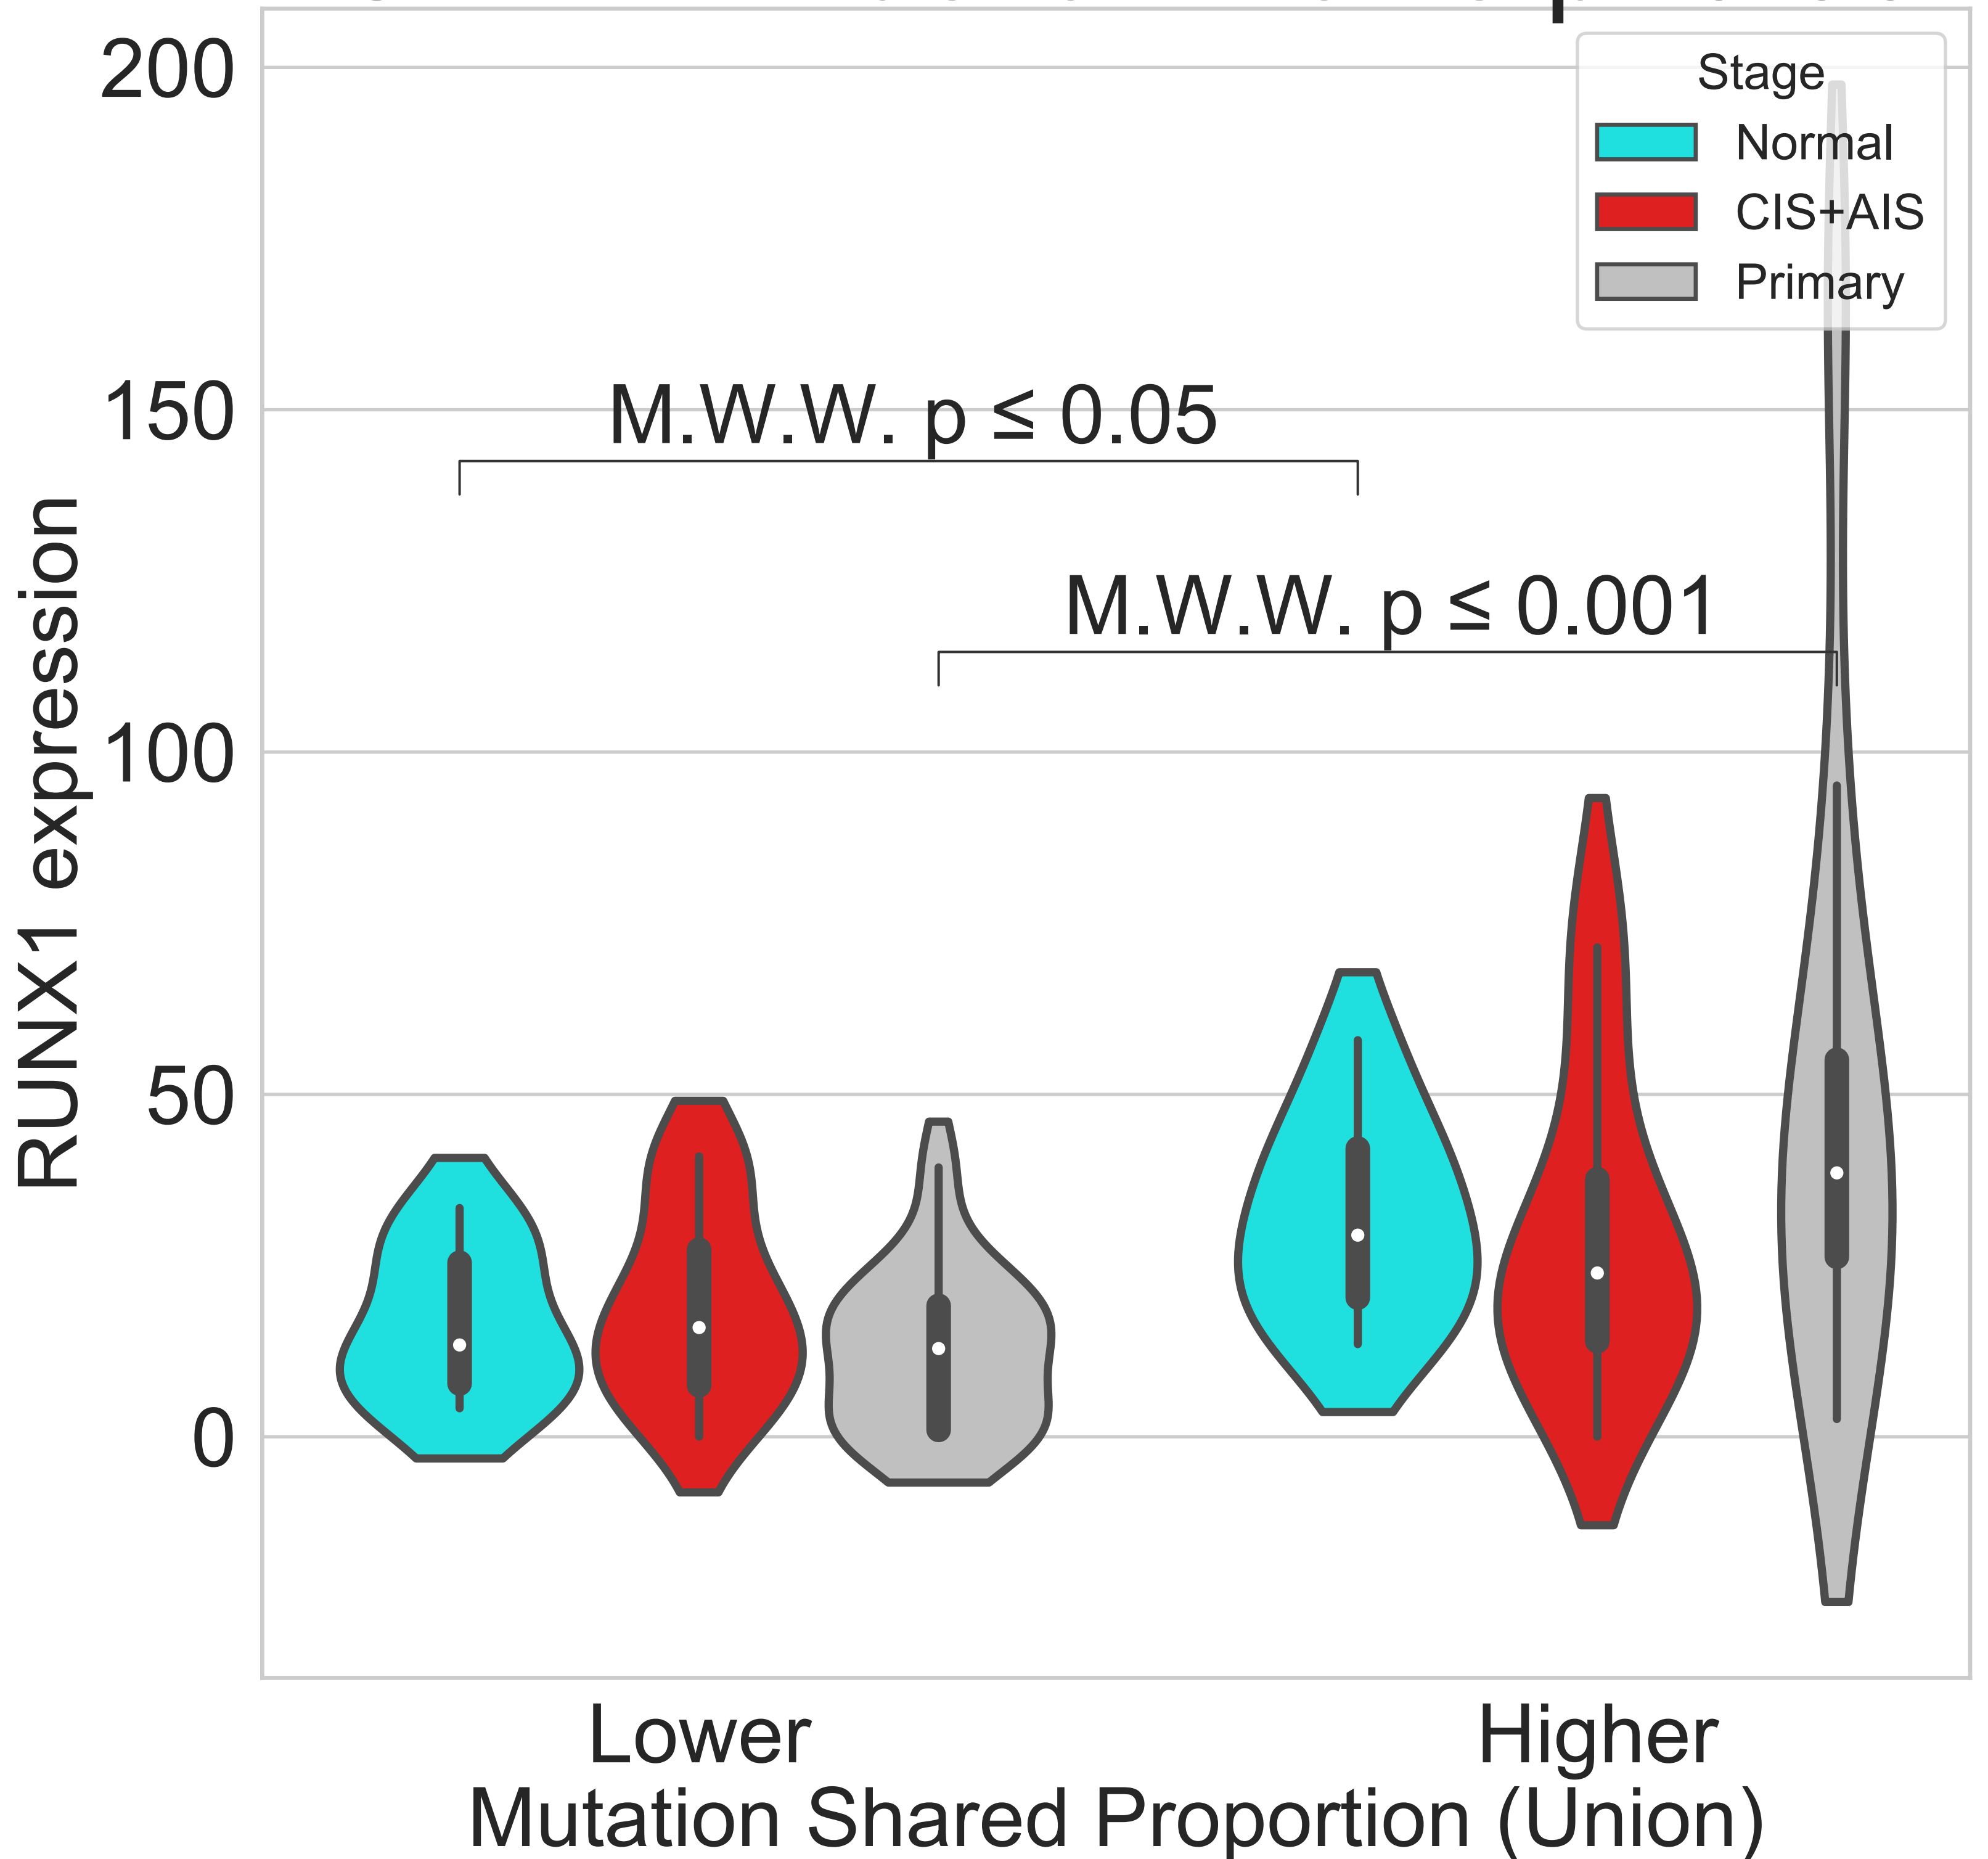 200
150
100
50
0
RUNX1 expression
Stage
Normal
CIS+AIS
Primary
M.W.W. p ≤ 0.05
M.W.W. p ≤ 0.001
Lower
Higher
Mutation Shared Proportion (Union)